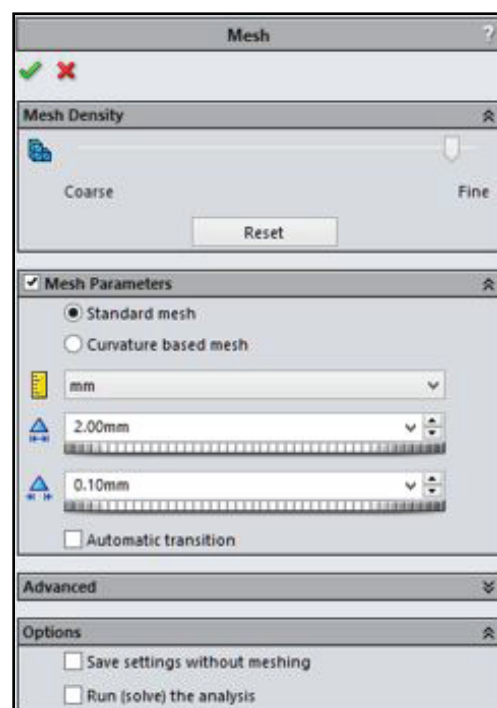 Mesh ?
Mesh Density
Coarse Fine
Reset
Mesh Parameters
Standard mesh
Curvature based mesh
mm
2.00mm
0.10mm
Automatic transition
Advanced
Options
Save settings without meshing
Run (solve) the analysis